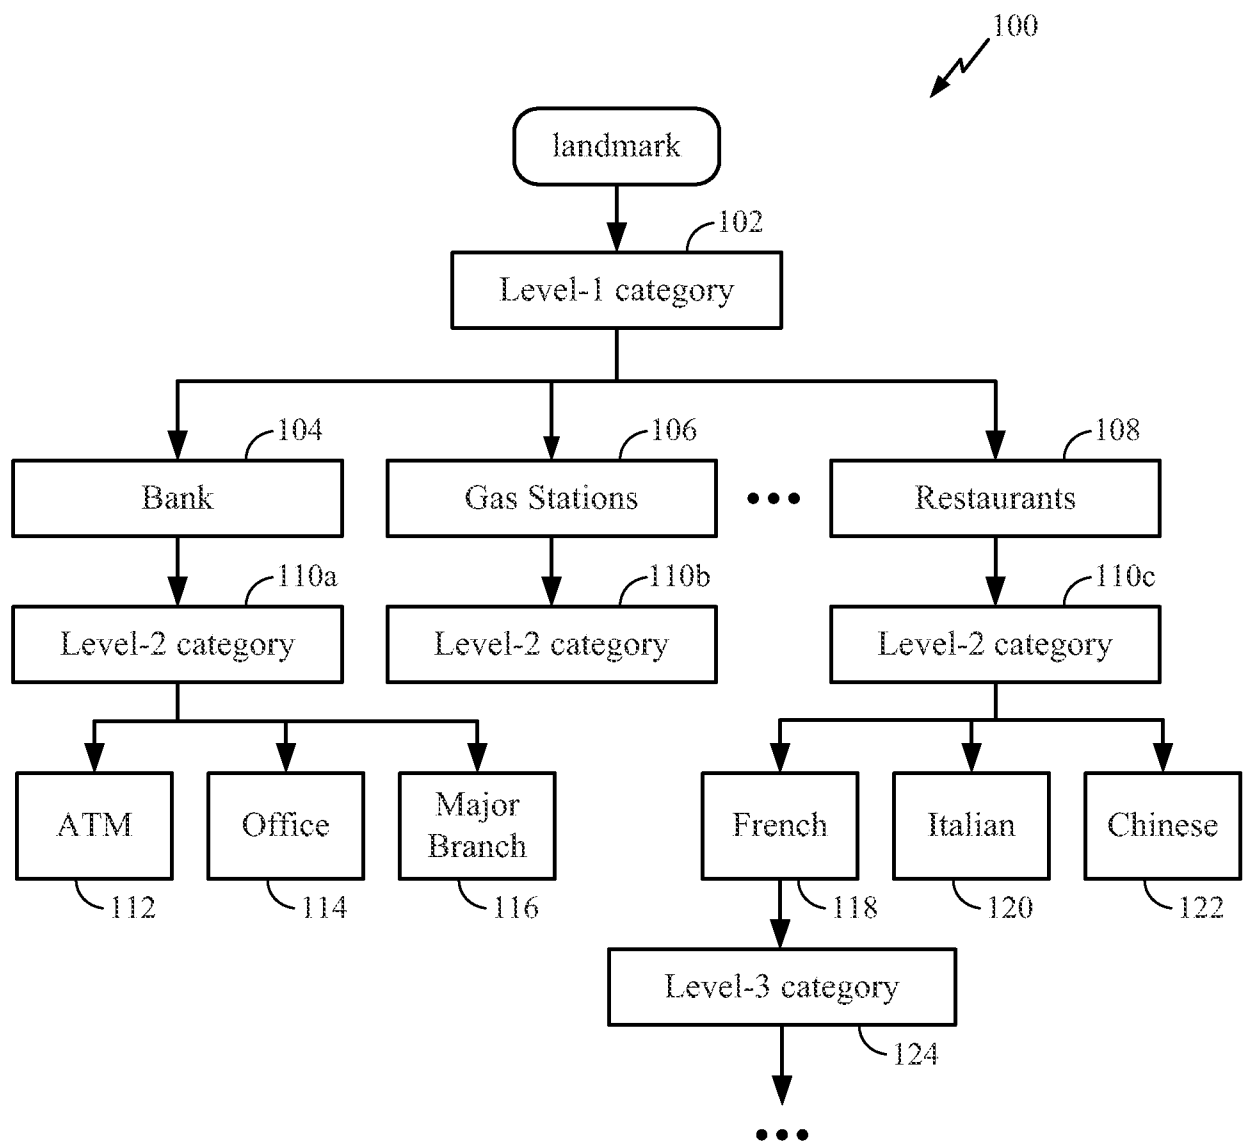 100
landmark
102
Level-1 category
104
106
108
Bank
Gas Stations
Restaurants
110a
110b
110c
Level-2 category
Level-2 category
Level-2 category
ATM
Office
Major
Branch
French
Italian
Chinese
112
114
116
118
120
122
Level-3 category
124